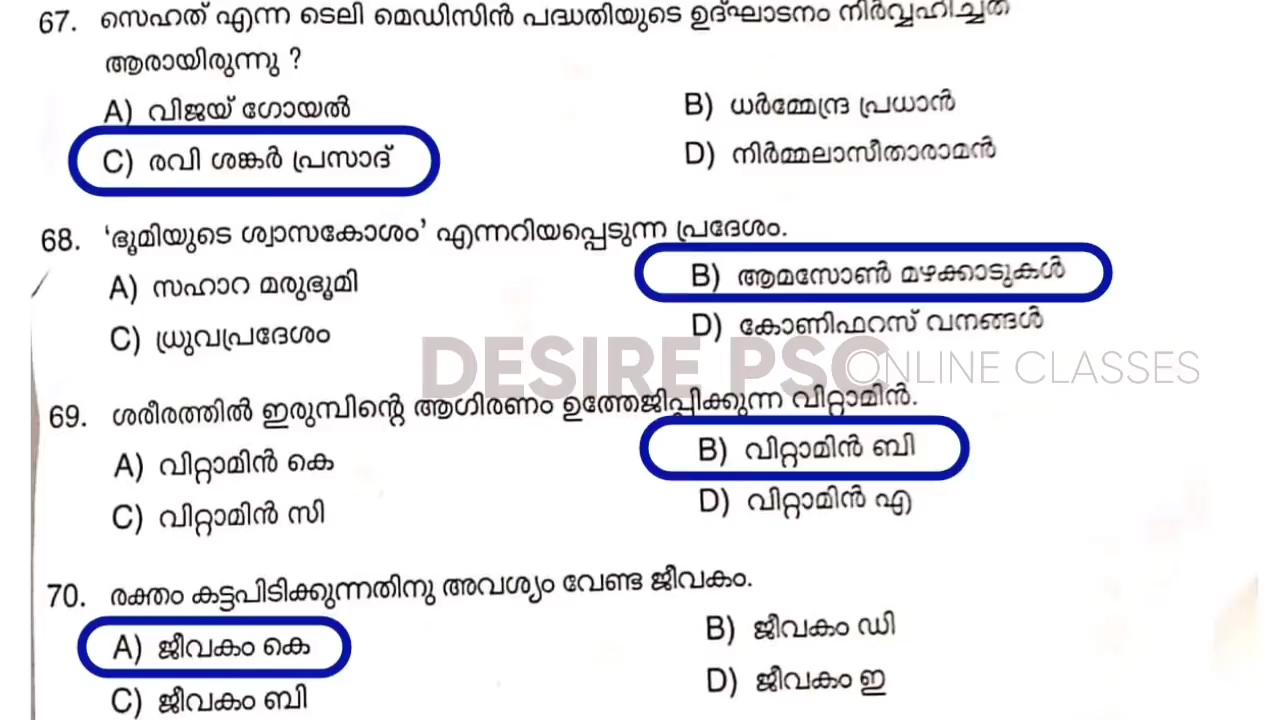 67. സെഹത് എന്ന ടെലി മെഡിസിൻ പദ്ധതിയുടെ ഉദ്ഘാടനം നിർവ്വഹിച്ചത്
ആരായിരുന്നു ?
A) വിജയ് ഗോയൽ B) ധർമ്മേന്ദ്ര പ്രധാൻ
C) രവി ശങ്കർ പ്രസാദ് D) നിർമ്മലാസീതാരാമൻ
68. 'ഭൂമിയുടെ ശ്വാസകോശം' എന്നറിയപ്പെടുന്ന പ്രദേശം.
A) സഹാറ മരുഭൂമി B) ആമസോൺ മഴക്കാടുകൾ
C) ധ്രുവപ്രദേശം D) കോണിഫറസ് വനങ്ങൾ
DESIRE PSC ONLINE CLASSES
69. ശരീരത്തിൽ ഇരുമ്പിന്റെ ആഗിരണം ഉത്തേജിപ്പിക്കുന്ന വിറ്റാമിൻ.
A) വിറ്റാമിൻ കെ B) വിറ്റാമിൻ ബി
C) വിറ്റാമിൻ സി D) വിറ്റാമിൻ എ
70. രക്തം കട്ടപിടിക്കുന്നതിനു അവശ്യം വേണ്ട ജീവകം.
A) ജീവകം കെ B) ജീവകം ഡി
C) ജീവകം ബി D) ജീവകം ഇ